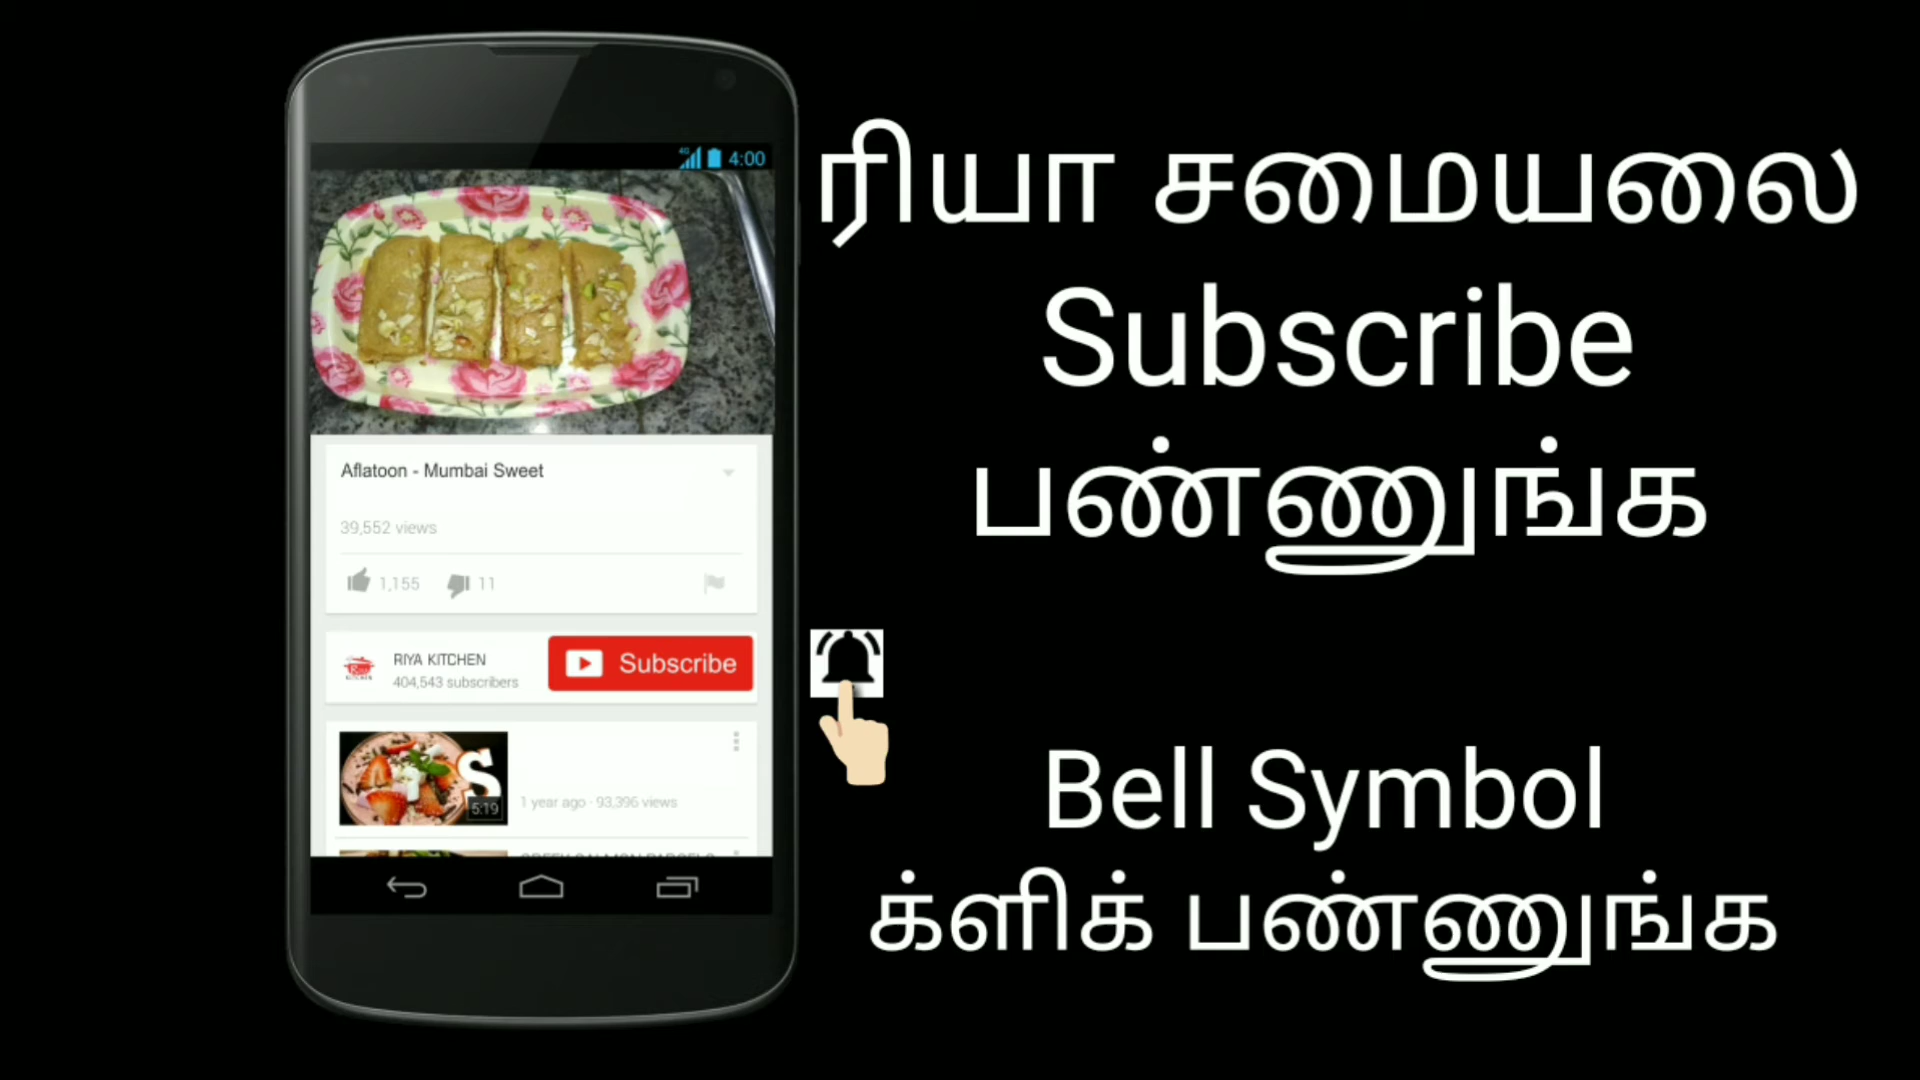 4G 4:00
Aflatoon - Mumbai Sweet
39,552 views
1,155 11
RIYA KITCHEN
404,543 subscribers
Subscribe
S
5:19
1 year ago · 93,396 views
ரியா சமையலை
Subscribe
பண்ணுங்க
Bell Symbol
க்ளிக் பண்ணுங்க